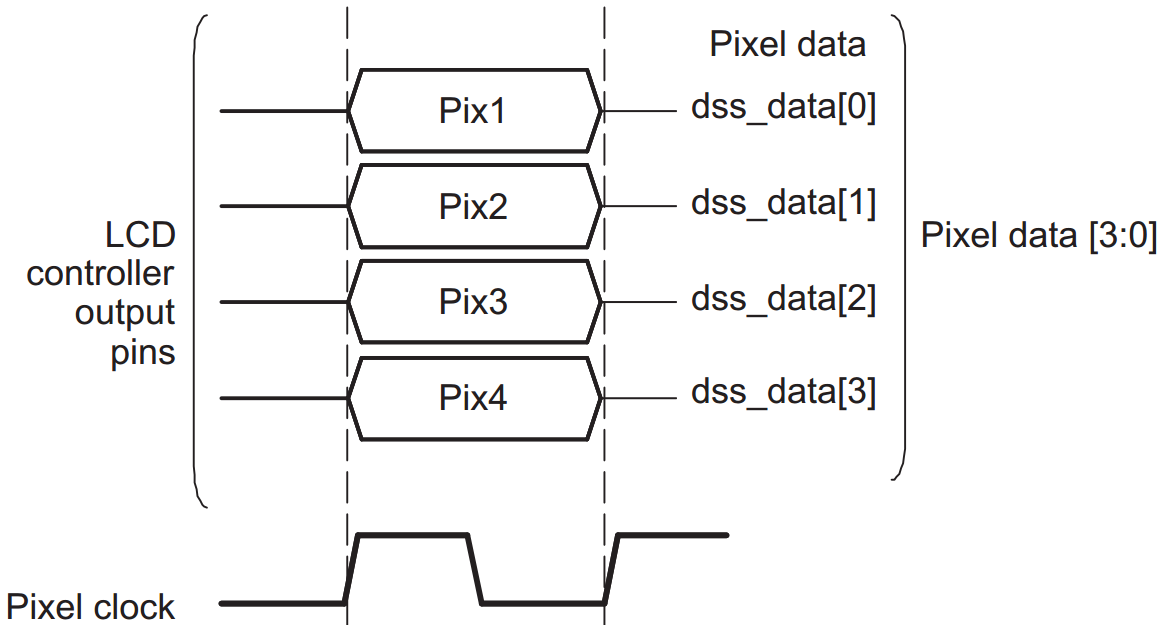 Pixel data
Pix1
dss_data[0]
Pix2
dss_data[1]
LCD
controller
output
pins
Pixel data [3:0]
Pix3
dss_data[2]
Pix4
dss_data[3]
Pixel clock